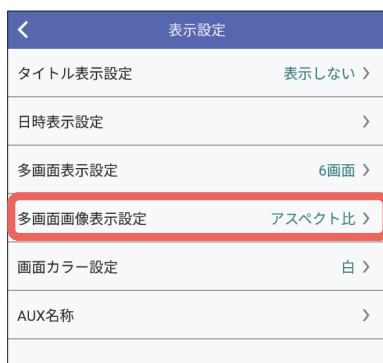 表示設定
タイトル表示設定 表示しない
日時表示設定
多画面表示設定 6画面
多画面画像表示設定 アスペクト比
画面カラー設定 白
AUX名称